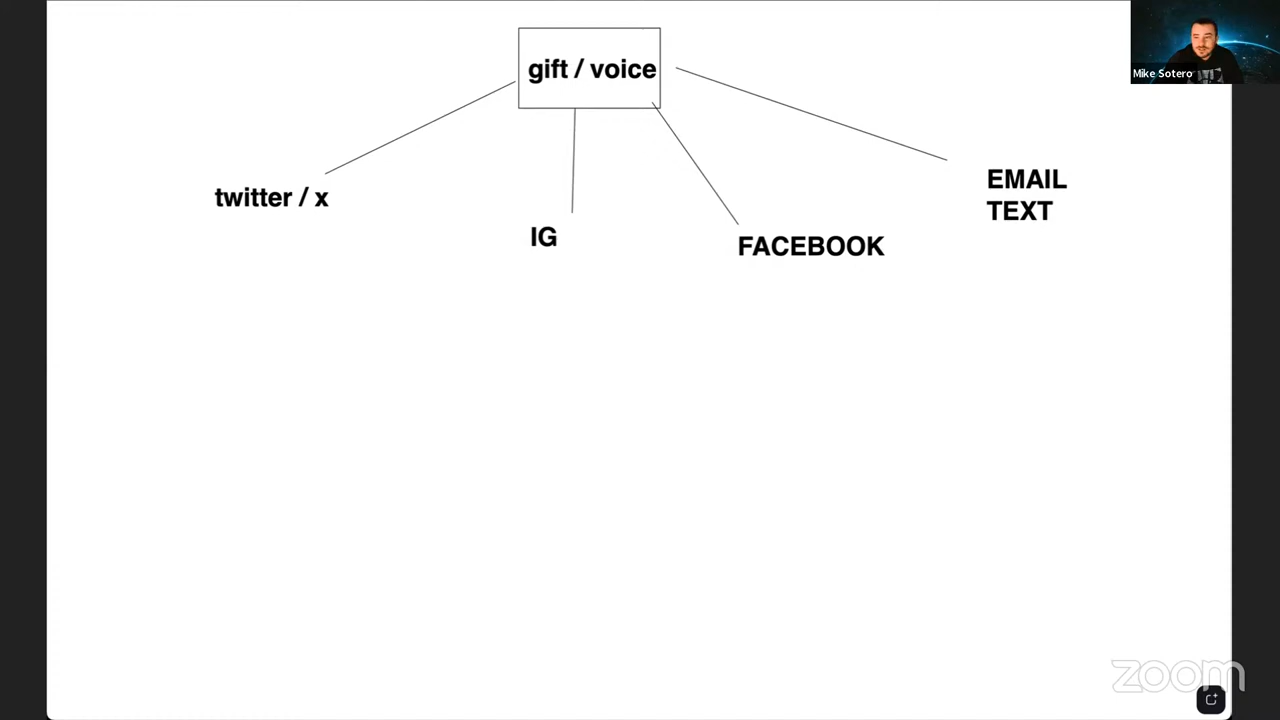 gift / voice
Mike Sotero
twitter / x
EMAIL
TEXT
IG
FACEBOOK
zoom